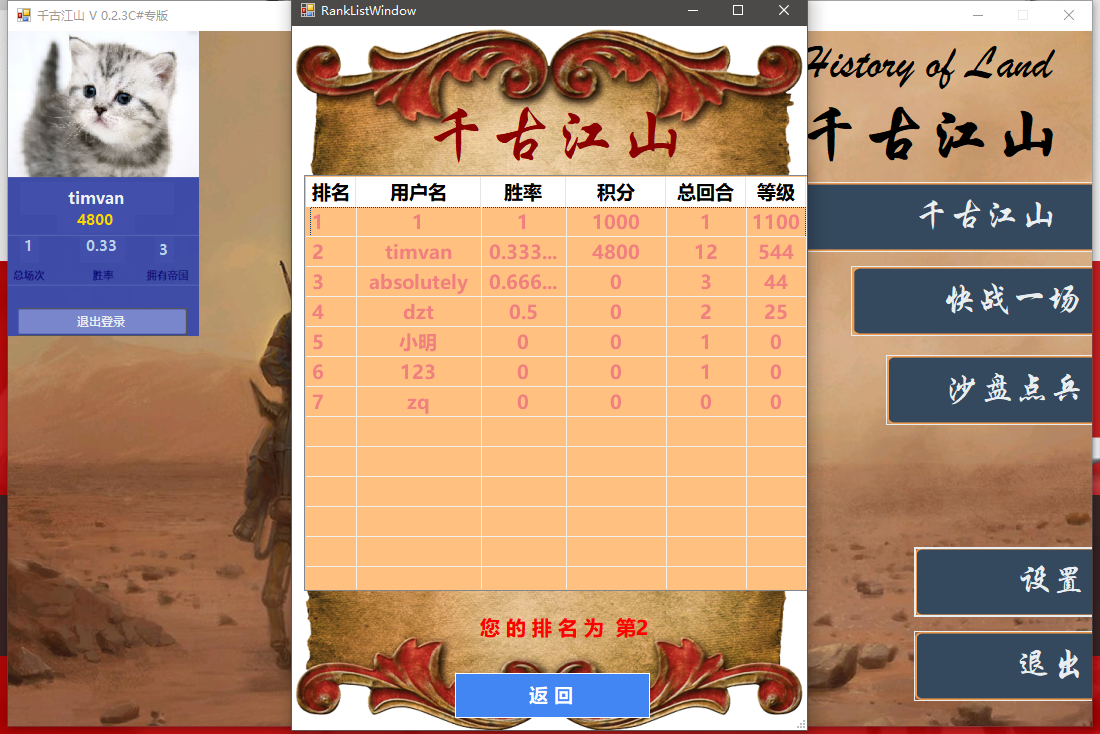 千古江山 V 0.2.3C#专版
timvan
4800
1 0.33 3
总场次 胜率 拥有帝国
退出登录
RankListWindow
千古江山
排名 用户名 胜率 积分 总回合 等级
1 1 1 1000 1 1100
2 timvan 0.333... 4800 12 544
3 absolutely 0.666... 0 3 44
4 dzt 0.5 0 2 25
5 小明 0 0 1 0
6 123 0 0 1 0
7 zq 0 0 0 0
您的排名为 第2
返回
History of Land
千古江山
千古江山
快战一场
沙盘点兵
设置
退出